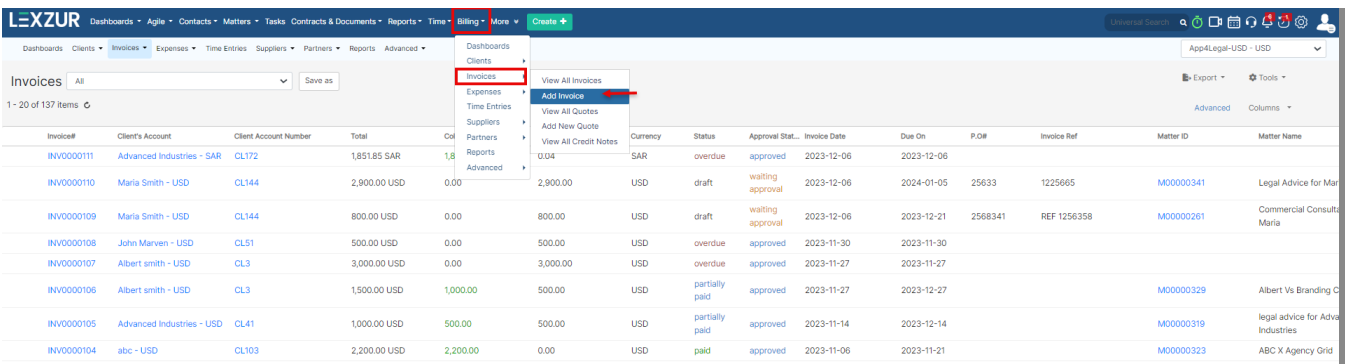 LEXZUR Dashboards Agile Contacts Matters Tasks Contracts & Documents Reports Time Billing More Create +
Universal Search
Dashboards Clients Invoices Expenses Time Entries Suppliers Partners Reports Advanced
App4Legal-USD - USD
Dashboards
Clients
Invoices
Expenses
Time Entries
Suppliers
Partners
Reports
Advanced
View All Invoices
Add Invoice
View All Quotes
Add New Quote
View All Credit Notes
Invoices All Save as
Export Tools
1 - 20 of 137 items
Advanced Columns
Invoice# Client's Account Client Account Number Total Col Currency Status Approval Stat... Invoice Date Due On P.O# Invoice Ref Matter ID Matter Name
INV0000111 Advanced Industries - SAR CL172 1,851.85 SAR 1,8 0.04 SAR overdue approved 2023-12-06 2023-12-06
INV0000110 Maria Smith - USD CL144 2,900.00 USD 0.00 2,900.00 USD draft waiting approval 2023-12-06 2024-01-05 25633 1225665 M00000341 Legal Advice for Mar
INV0000109 Maria Smith - USD CL144 800.00 USD 0.00 800.00 USD draft waiting approval 2023-12-06 2023-12-21 2568341 REF 1256358 M00000261 Commercial Consulta Maria
INV0000108 John Marven - USD CL51 500.00 USD 0.00 500.00 USD overdue approved 2023-11-30 2023-11-30
INV0000107 Albert smith - USD CL3 3,000.00 USD 0.00 3,000.00 USD overdue approved 2023-11-27 2023-11-27
INV0000106 Albert smith - USD CL3 1,500.00 USD 1,000.00 500.00 USD partially paid approved 2023-11-27 2023-12-27 M00000329 Albert Vs Branding C
INV0000105 Advanced Industries - USD CL41 1,000.00 USD 500.00 500.00 USD partially paid approved 2023-11-14 2023-12-14 M00000319 legal advice for Adva Industries
INV0000104 abc - USD CL103 2,200.00 USD 2,200.00 0.00 USD paid approved 2023-11-06 2023-11-21 M00000323 ABC X Agency Grid